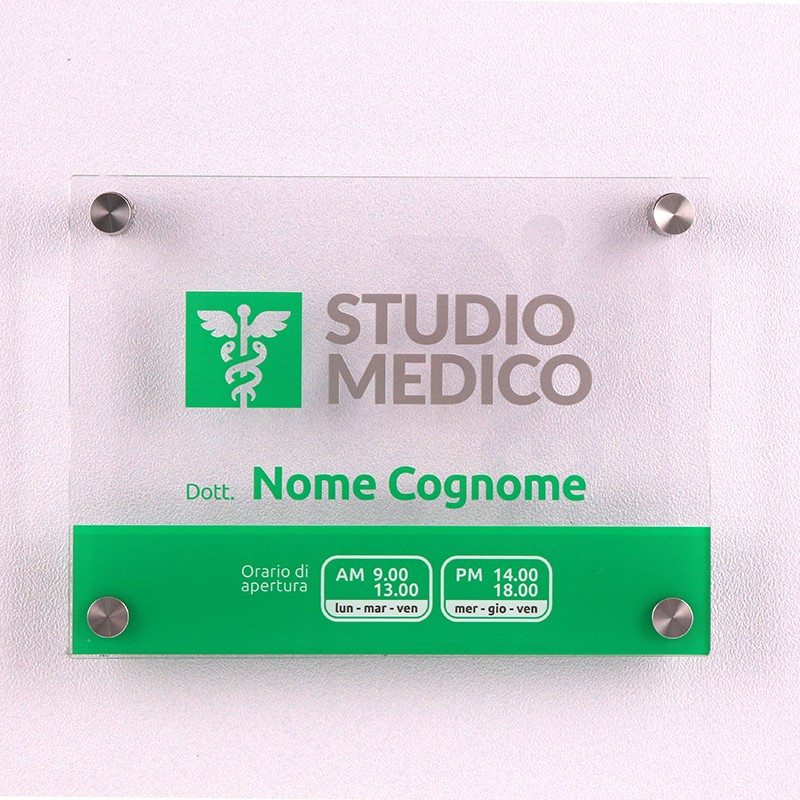 STUDIO
MEDICO
Dott. Nome Cognome
Orario di
apertura
AM 9.00
13.00
lun - mar - ven
PM 14.00
18.00
mer - gio - ven